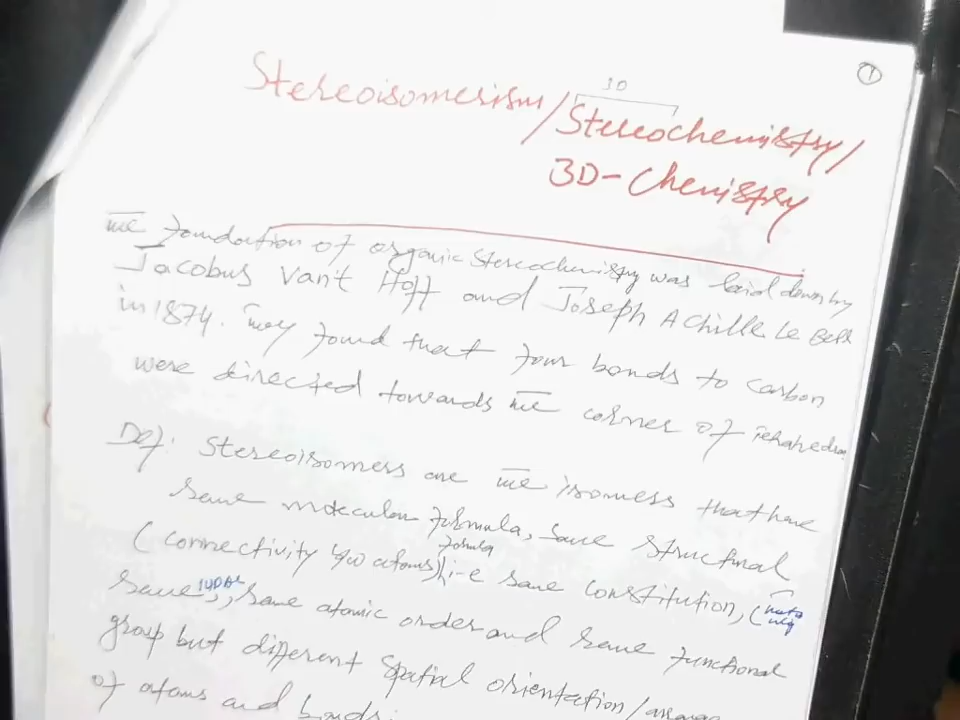 ①
3D
Stereoisomerism/Stereochemistry/
3D-Chemistry
The foundation of organic Stereochemistry was laid down by
Jacobus Van't Hoff and Joseph Achille Le Bell
in 1874. They found that four bonds to carbon
were directed towards the corner of
Def: Stereoisomers are the isomers that have
same molecular formula, same structural
formula
(connectivity b/w atoms) i-e same constitution,
same IUPAC, same atomic order and same functional
group but different spatial orientation/
of atoms and bonds